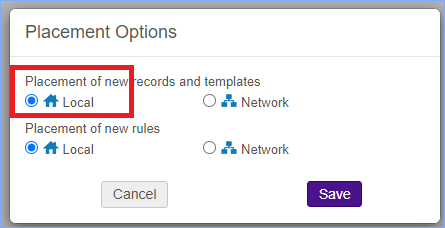 Placement Options
Placement of new records and templates
Local Network
Placement of new rules
Local Network
Cancel Save